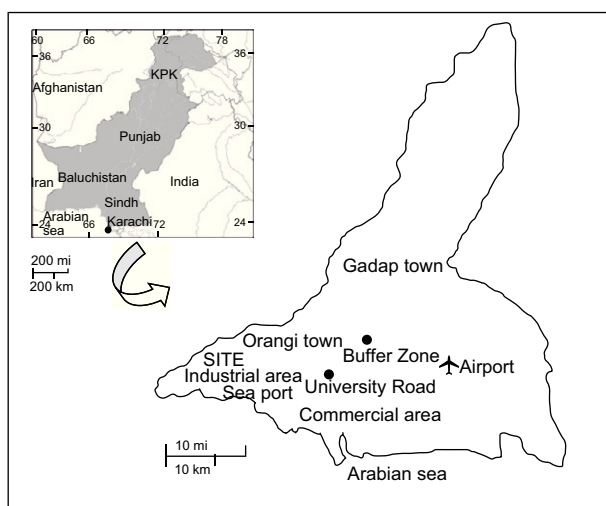 60 66 72 78
36 36
KPK
Afghanistan
30 30
Punjab
Iran Baluchistan India
Sindh
Arabian Karachi
sea
24 66 72 24
200 mi
200 km
Gadap town
Orangi town
Buffer Zone
SITE
Airport
Industrial area
University Road
Sea port
Commercial area
10 mi
10 km
Arabian sea